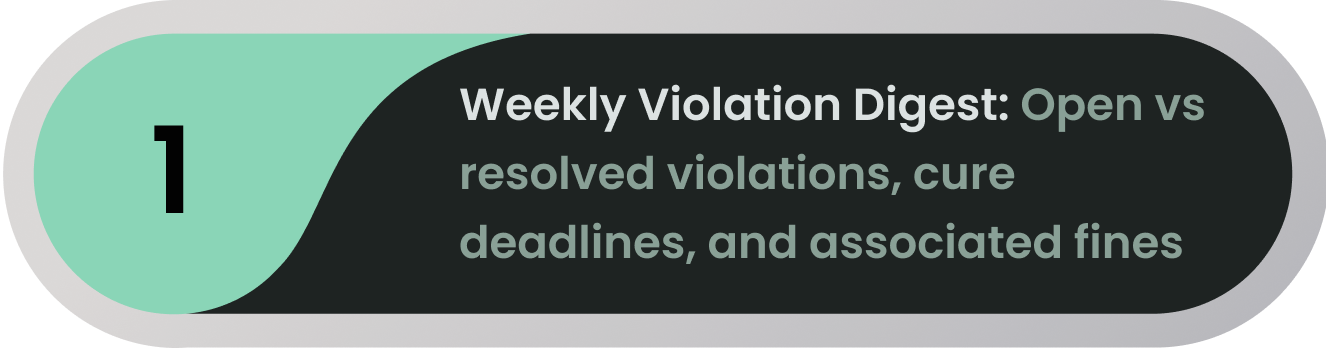 1
Weekly Violation Digest: Open vs
resolved violations, cure
deadlines, and associated fines